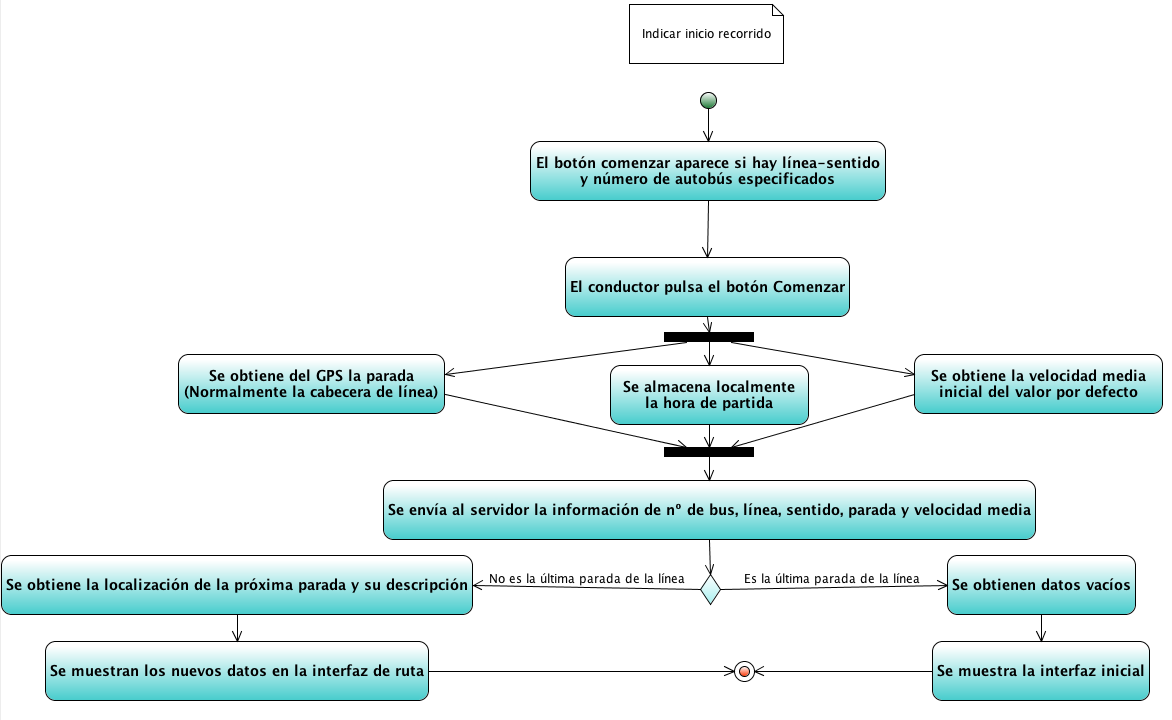 Indicar inicio recorrido
El botón comenzar aparece si hay línea-sentido
y número de autobús especificados
El conductor pulsa el botón Comenzar
Se obtiene del GPS la parada
(Normalmente la cabecera de línea)
Se almacena localmente
la hora de partida
Se obtiene la velocidad media
inicial del valor por defecto
Se envía al servidor la información de nº de bus, línea, sentido, parada y velocidad media
Se obtiene la localización de la próxima parada y su descripción
No es la última parada de la línea
Es la última parada de la línea
Se obtienen datos vacíos
Se muestran los nuevos datos en la interfaz de ruta
Se muestra la interfaz inicial